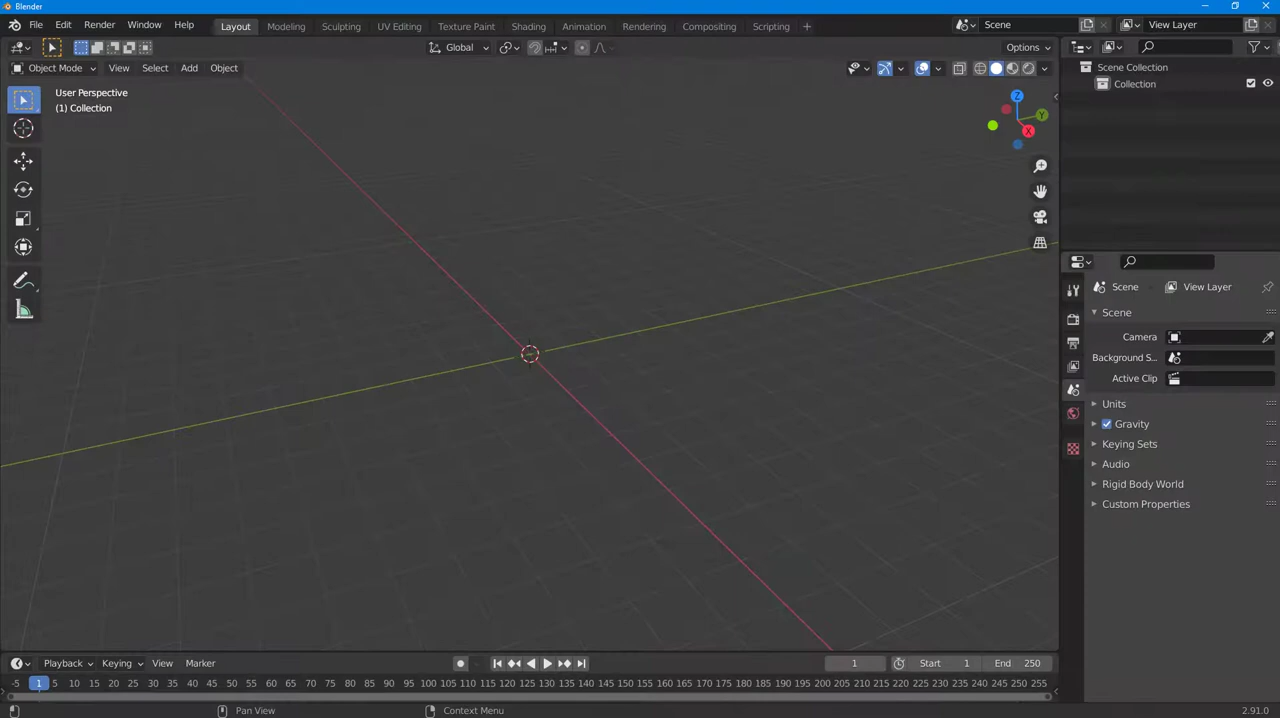 Blender
File Edit Render Window Help Layout Modeling Sculpting UV Editing Texture Paint Shading Animation Rendering Compositing Scripting + Scene View Layer
Global Options
Object Mode View Select Add Object
User Perspective
(1) Collection
Z
Y
X
Scene Collection
Collection
Scene View Layer
Scene
Camera
Background S...
Active Clip
Units
Gravity
Keying Sets
Audio
Rigid Body World
Custom Properties
Playback Keying View Marker 1 Start 1 End 250
-5 1 5 10 15 20 25 30 35 40 45 50 55 60 65 70 75 80 85 90 95 100 105 110 115 120 125 130 135 140 145 150 155 160 165 170 175 180 185 190 195 200 205 210 215 220 225 230 235 240 245 250 255
Pan View Context Menu 2.91.0